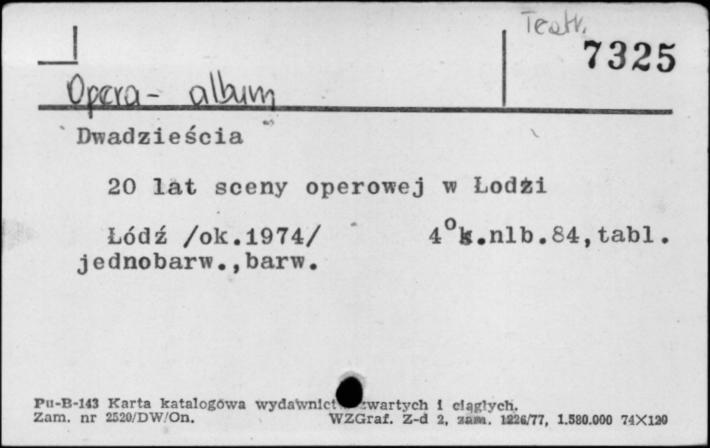 Teatr.
7325
Opera - album
Dwadzieścia
20 lat sceny operowej w Łodzi
Łódź /ok.1974/ 4° k.nlb.84,tabl.
jednobarw.,barw.
Pu-B-143 Karta katalogowa wydawnict zwartych i ciągłych.
Zam. nr 2520/DW/On. WZGraf. Z-d 2, zam. 1226/77, 1.580.000 74X120